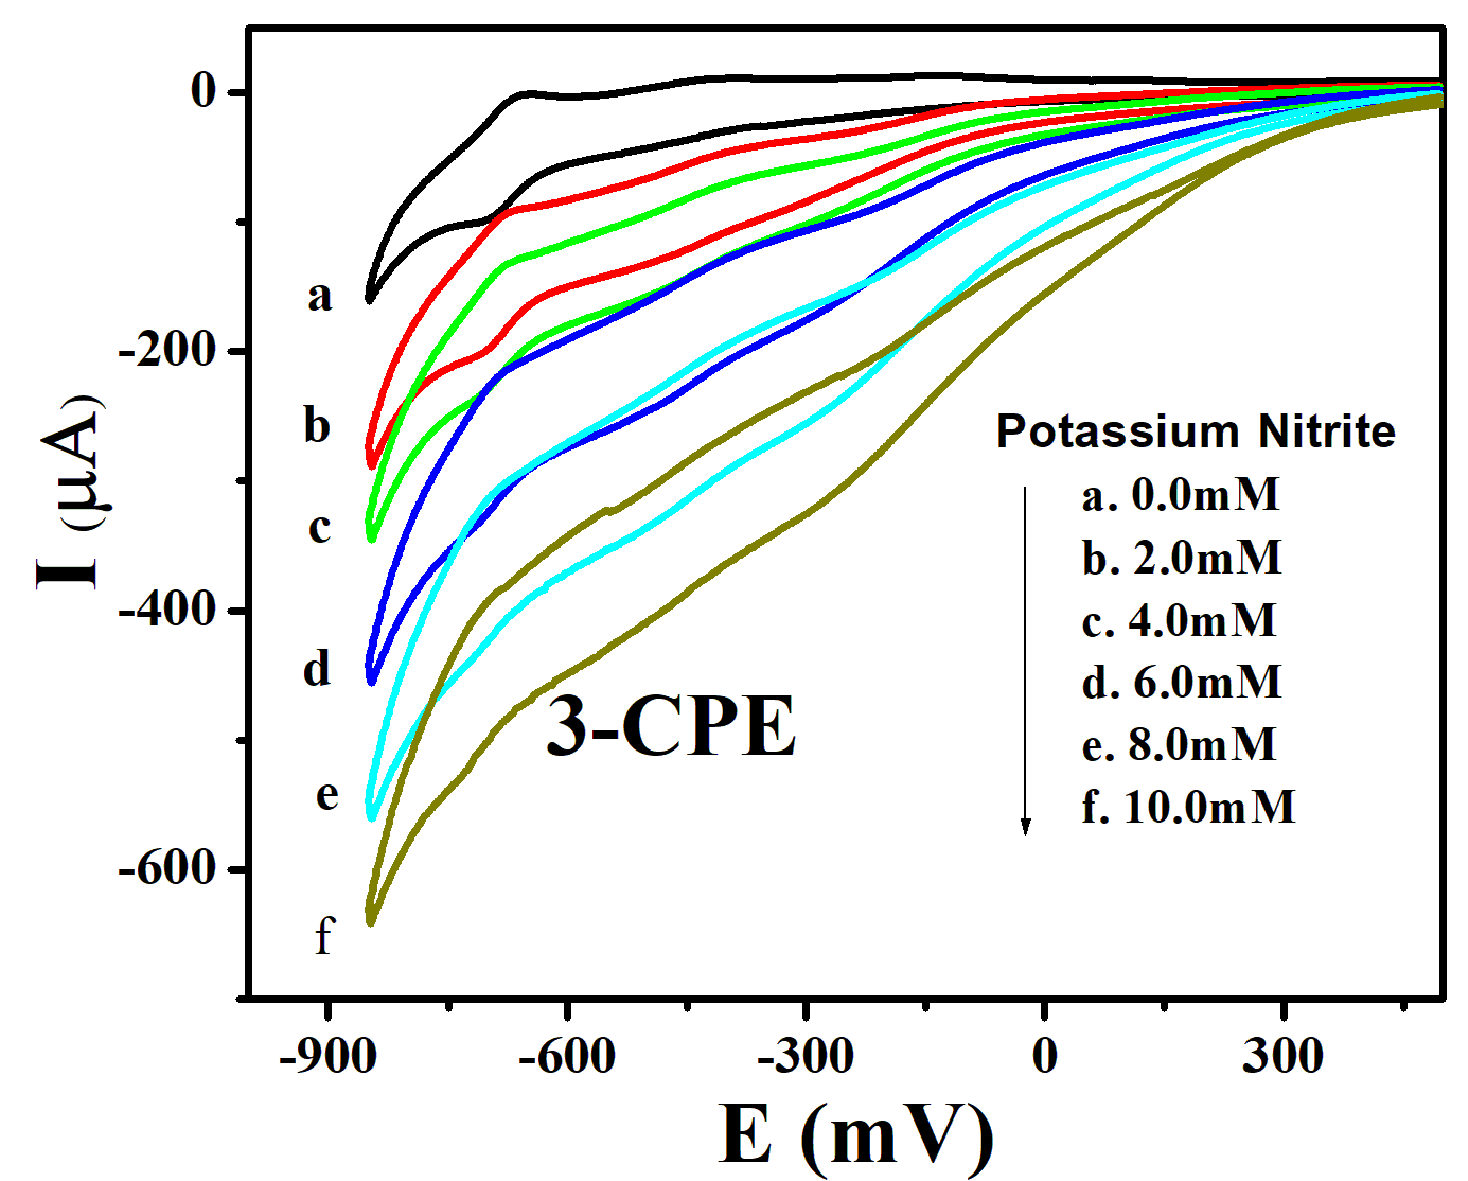 0
-200
-400
-600
I (μA)
a
b
c
d
e
f
Potassium Nitrite
a. 0.0mM
b. 2.0mM
c. 4.0mM
d. 6.0mM
e. 8.0mM
f. 10.0mM
3-CPE
-900 -600 -300 0 300
E (mV)